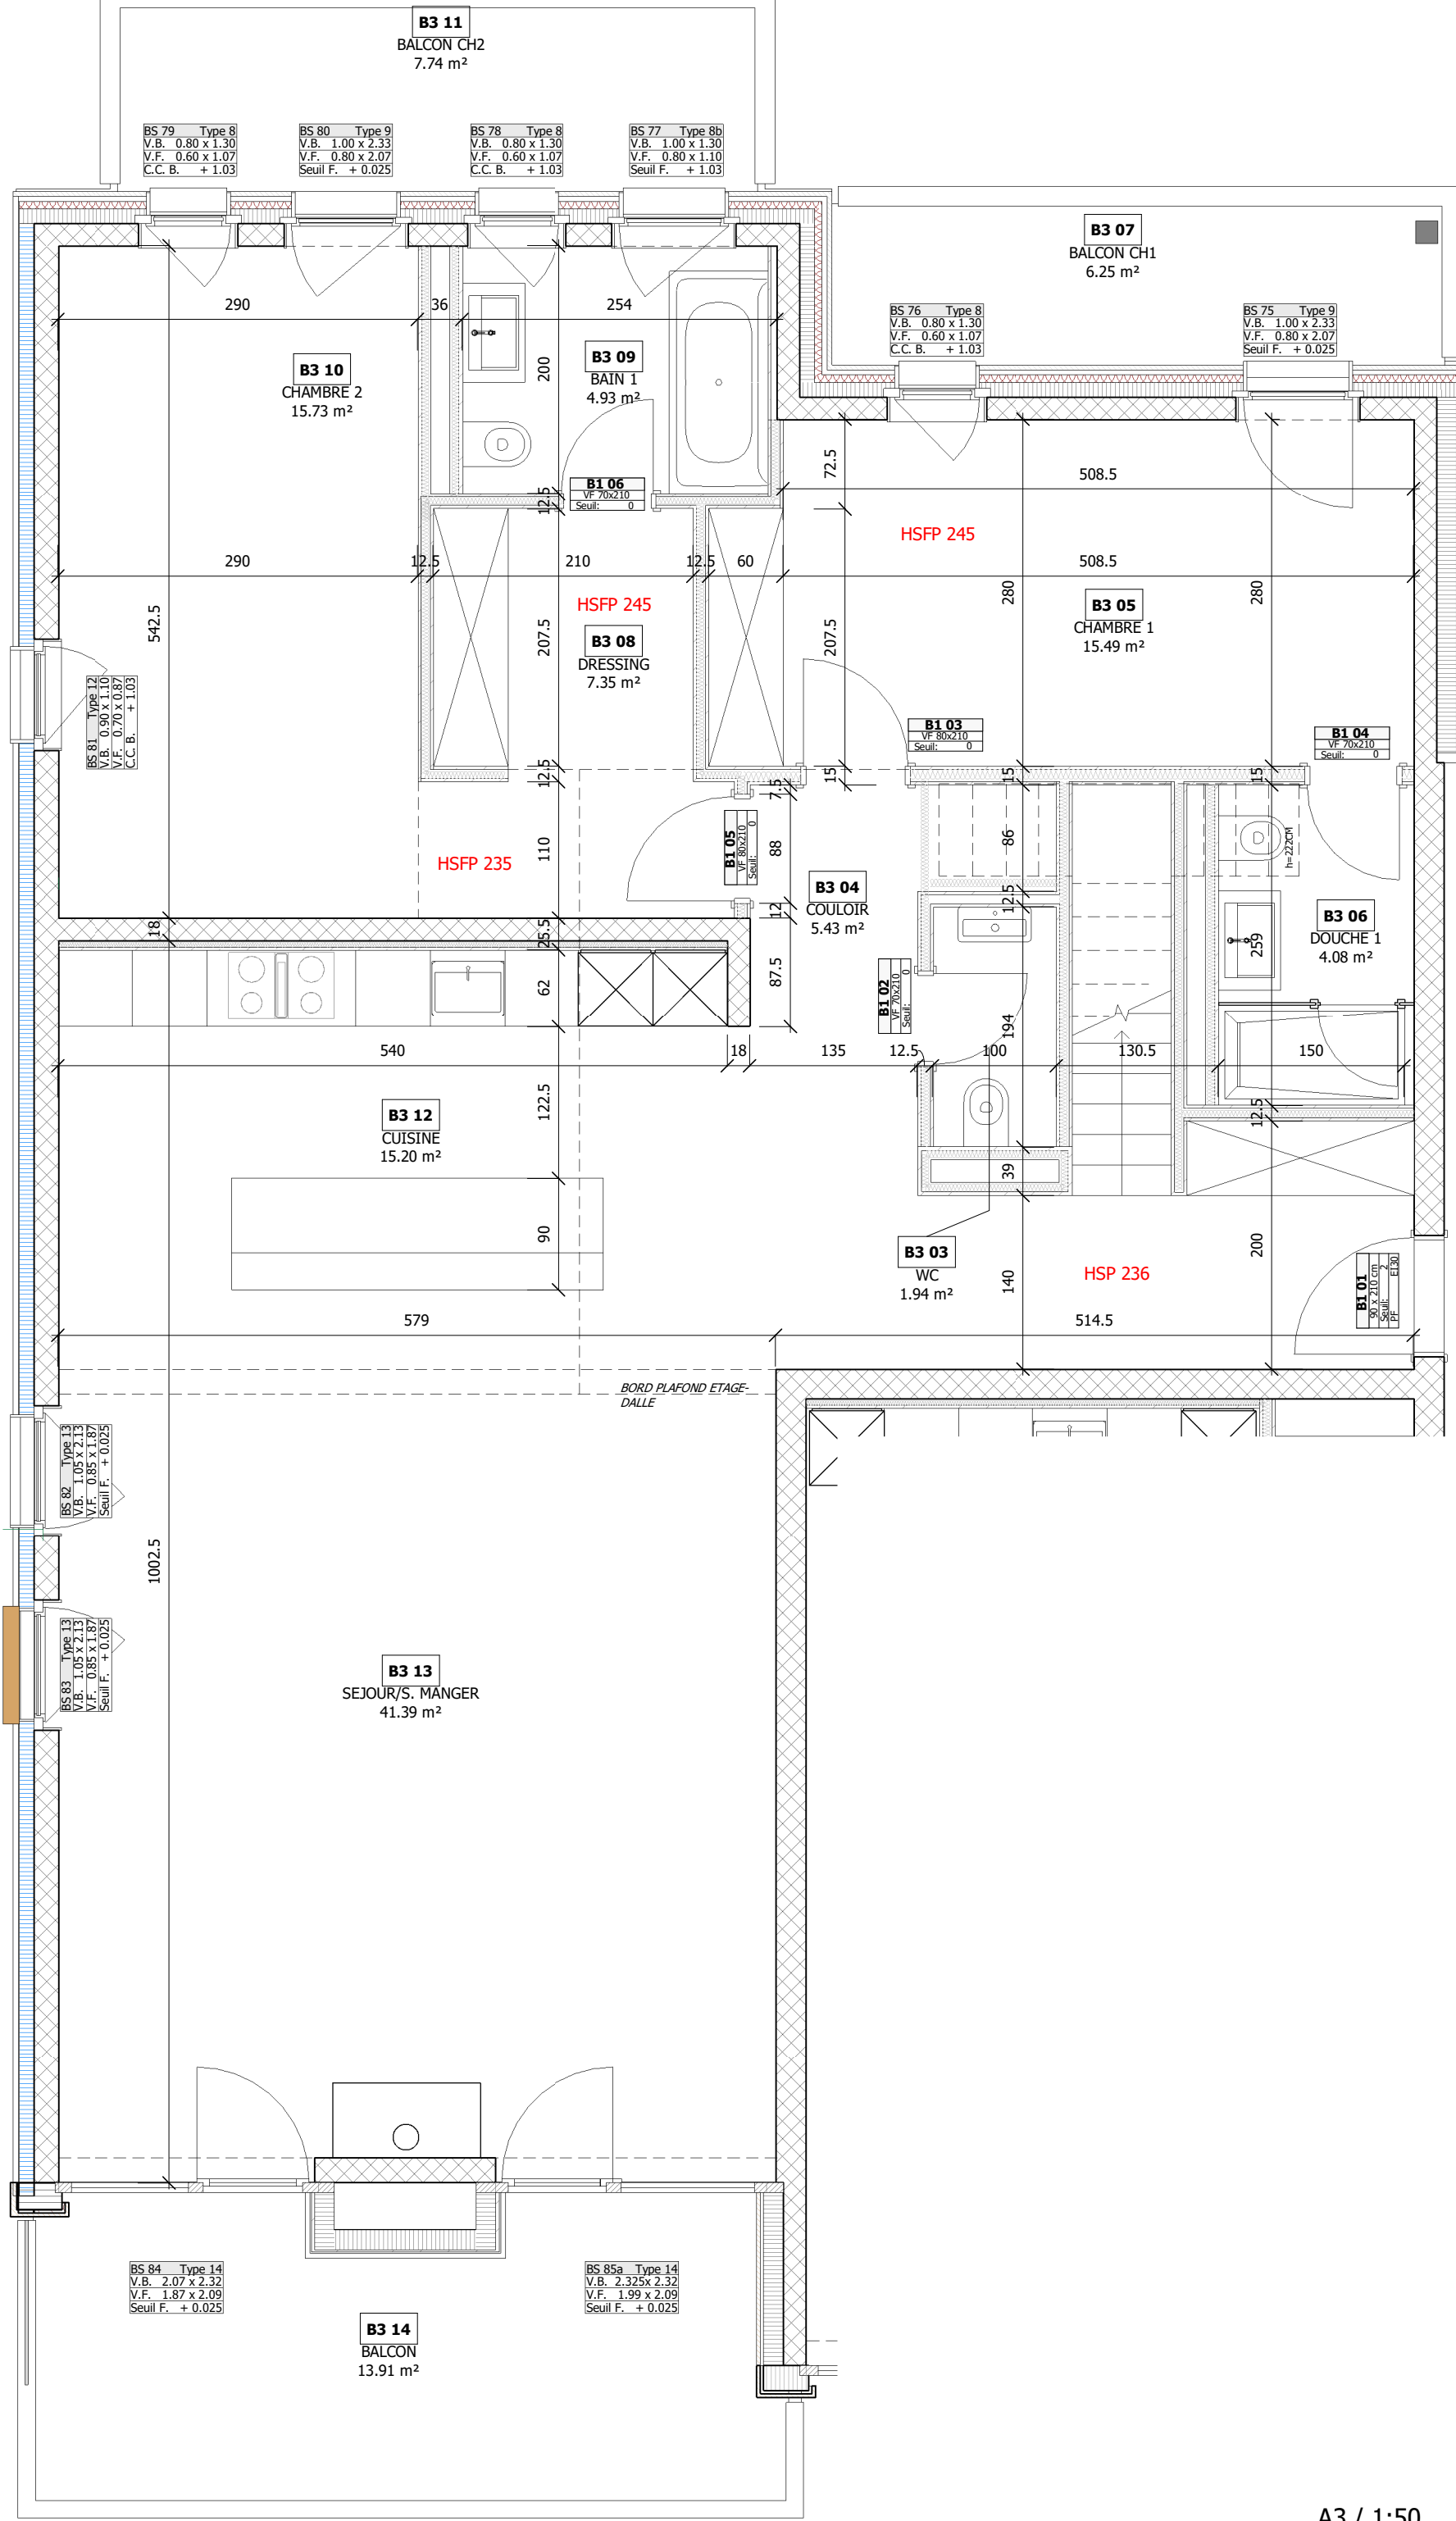 B3 11
BALCON CH2
7.74 m²
BS 79 Type 8
V.B. 0.80 x 1.30
V.F. 0.60 x 1.07
C.C. B. + 1.03
BS 80 Type 9
V.B. 1.00 x 2.33
V.F. 0.80 x 2.07
Seuil F. + 0.025
BS 78 Type 8
V.B. 0.80 x 1.30
V.F. 0.60 x 1.07
C.C. B. + 1.03
BS 77 Type 8b
V.B. 1.00 x 1.30
V.F. 0.80 x 1.10
Seuil F. + 1.03
B3 07
BALCON CH1
6.25 m²
BS 76 Type 8
V.B. 0.80 x 1.30
V.F. 0.60 x 1.07
C.C. B. + 1.03
BS 75 Type 9
V.B. 1.00 x 2.33
V.F. 0.80 x 2.07
Seuil F. + 0.025
290
36
254
200
B3 10
CHAMBRE 2
15.73 m²
B3 09
BAIN 1
4.93 m²
72.5
508.5
B1 06
VF 70x210
Seuil: 0
12.5
HSFP 245
290
12.5
210
12.5
60
508.5
280
280
542.5
207.5
HSFP 245
B3 08
DRESSING
7.35 m²
207.5
B3 05
CHAMBRE 1
15.49 m²
BS 81 Type 12
V.B. 0.90 x 1.10
V.F. 0.70 x 0.87
C.C. B. + 1.03
B1 03
VF 80x210
Seuil: 0
B1 04
VF 70x210
Seuil: 0
12.5
7.5
15
15
15
HSFP 235
110
B1 05
VF 80x210
Seuil: 0
88
86
h=222CM
B3 04
COULOIR
5.43 m²
12
12.5
18
25.5
B3 06
DOUCHE 1
4.08 m²
259
62
87.5
B1 02
VF 70x210
Seuil: 0
194
540
18
135
12.5
100
130.5
150
122.5
12.5
B3 12
CUISINE
15.20 m²
39
90
B3 03
WC
1.94 m²
140
HSP 236
200
B1 01
90 x 210 cm
Seuil: 2
PF EI30
579
514.5
BORD PLAFOND ETAGE-
DALLE
BS 82 Type 13
V.B. 1.05 x 2.13
V.F. 0.85 x 1.87
Seuil F. + 0.025
1002.5
BS 83 Type 13
V.B. 1.05 x 2.13
V.F. 0.85 x 1.87
Seuil F. + 0.025
B3 13
SEJOUR/S. MANGER
41.39 m²
BS 84 Type 14
V.B. 2.07 x 2.32
V.F. 1.87 x 2.09
Seuil F. + 0.025
BS 85a Type 14
V.B. 2.325x 2.32
V.F. 1.99 x 2.09
Seuil F. + 0.025
B3 14
BALCON
13.91 m²
A3 / 1:50